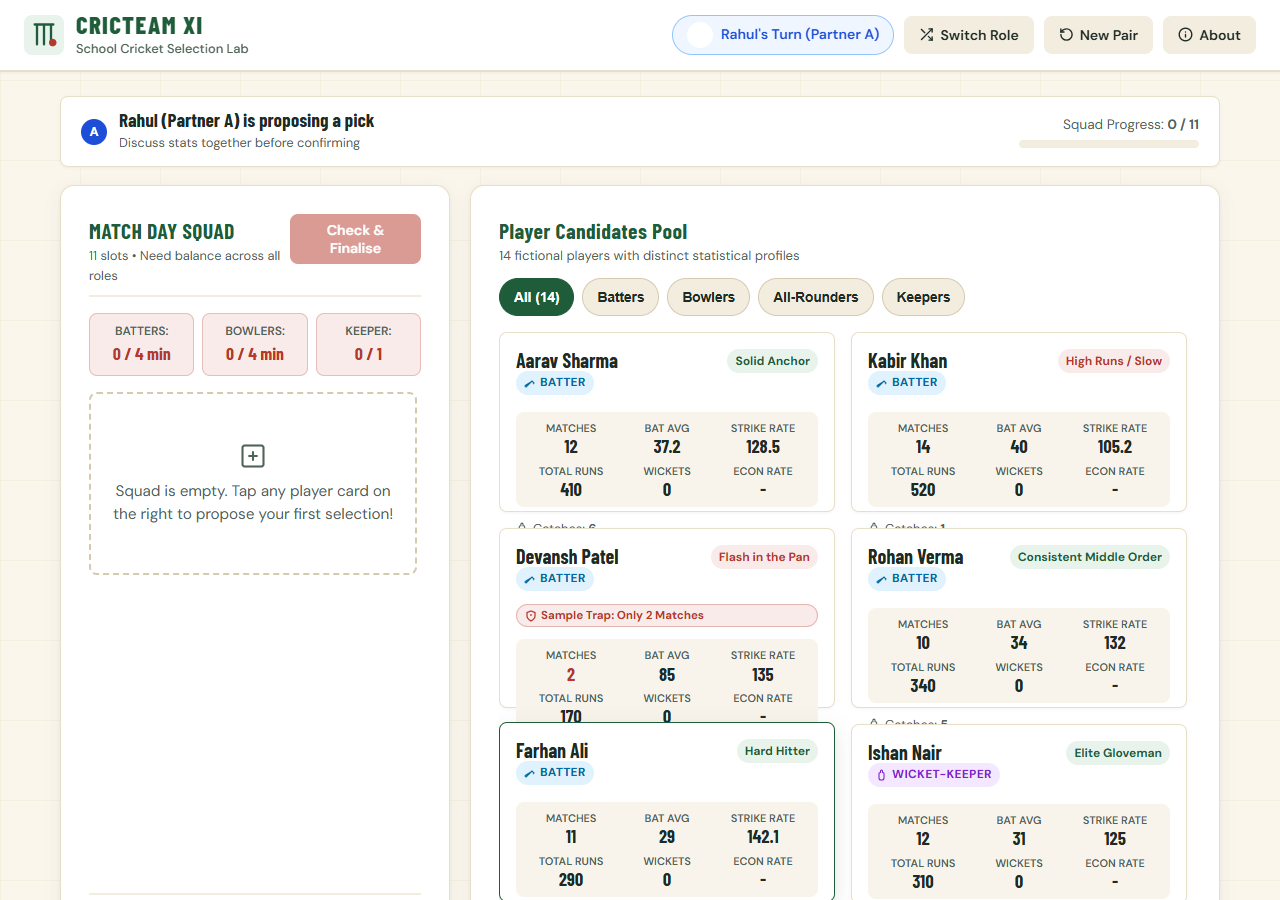 CRICTEAM XI
School Cricket Selection Lab
Rahul's Turn (Partner A)
Switch Role
New Pair
About
A
Rahul (Partner A) is proposing a pick
Discuss stats together before confirming
Squad Progress: 0 / 11
MATCH DAY SQUAD
11 slots • Need balance across all
roles
Check &
Finalise
BATTERS:
0 / 4 min
BOWLERS:
0 / 4 min
KEEPER:
0 / 1
Squad is empty. Tap any player card on
the right to propose your first selection!
Player Candidates Pool
14 fictional players with distinct statistical profiles
All (14)
Batters
Bowlers
All-Rounders
Keepers
Aarav Sharma
Solid Anchor
BATTER
MATCHES BAT AVG STRIKE RATE
12 37.2 128.5
TOTAL RUNS WICKETS ECON RATE
410 0 -
Catches: 6
Kabir Khan
High Runs / Slow
BATTER
MATCHES BAT AVG STRIKE RATE
14 40 105.2
TOTAL RUNS WICKETS ECON RATE
520 0 -
Catches: 1
Devansh Patel
Flash in the Pan
BATTER
Sample Trap: Only 2 Matches
MATCHES BAT AVG STRIKE RATE
2 85 135
TOTAL RUNS WICKETS ECON RATE
170 0 -
Rohan Verma
Consistent Middle Order
BATTER
MATCHES BAT AVG STRIKE RATE
10 34 132
TOTAL RUNS WICKETS ECON RATE
340 0 -
Catches: 5
Farhan Ali
Hard Hitter
BATTER
MATCHES BAT AVG STRIKE RATE
11 29 142.1
TOTAL RUNS WICKETS ECON RATE
290 0 -
Ishan Nair
Elite Gloveman
WICKET-KEEPER
MATCHES BAT AVG STRIKE RATE
12 31 125
TOTAL RUNS WICKETS ECON RATE
310 0 -